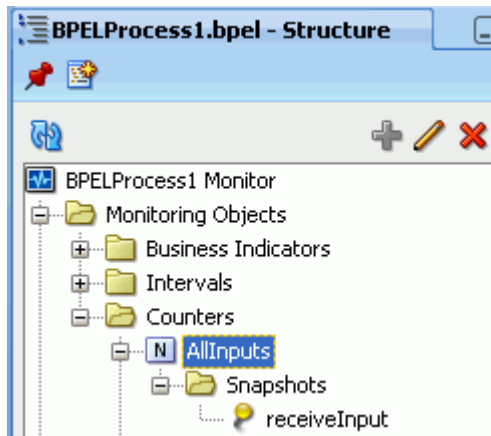 BPELProcess1.bpel - Structure
BPELProcess1 Monitor
Monitoring Objects
Business Indicators
Intervals
Counters
N AllInputs
Snapshots
receiveInput